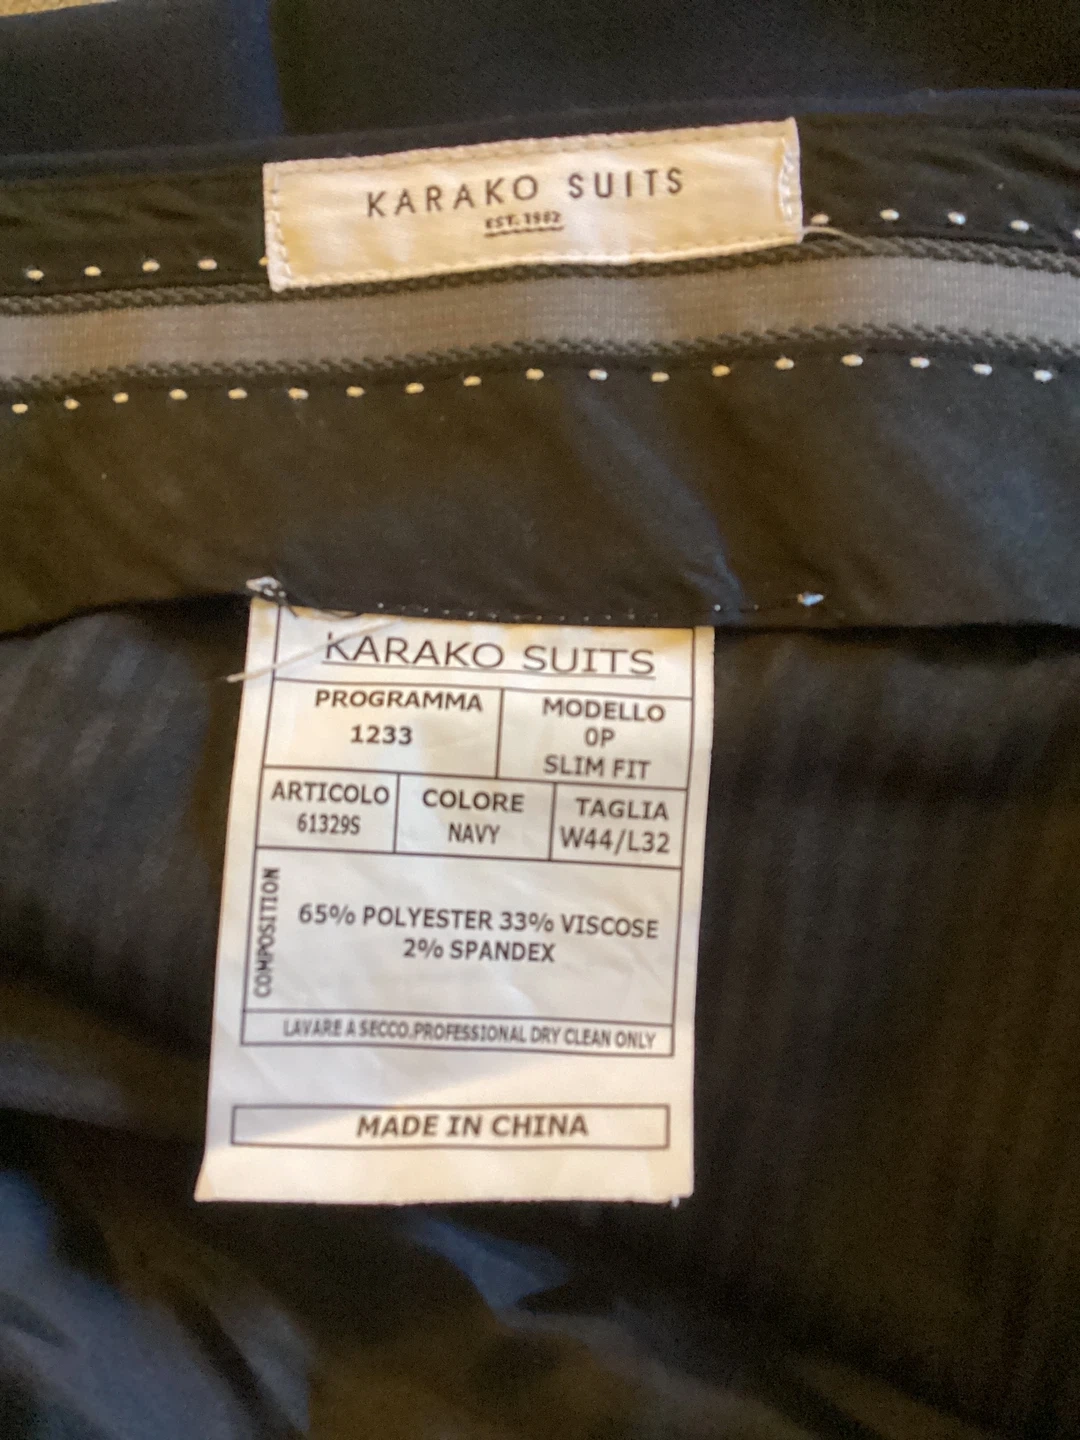 KARAKO SUITS
EST. 1982
KARAKO SUITS
PROGRAMMA
1233
MODELLO
0P
SLIM FIT
ARTICOLO
61329S
COLORE
NAVY
TAGLIA
W44/L32
COMPOSITION
65% POLYESTER 33% VISCOSE
2% SPANDEX
LAVARE A SECCO.PROFESSIONAL DRY CLEAN ONLY
MADE IN CHINA